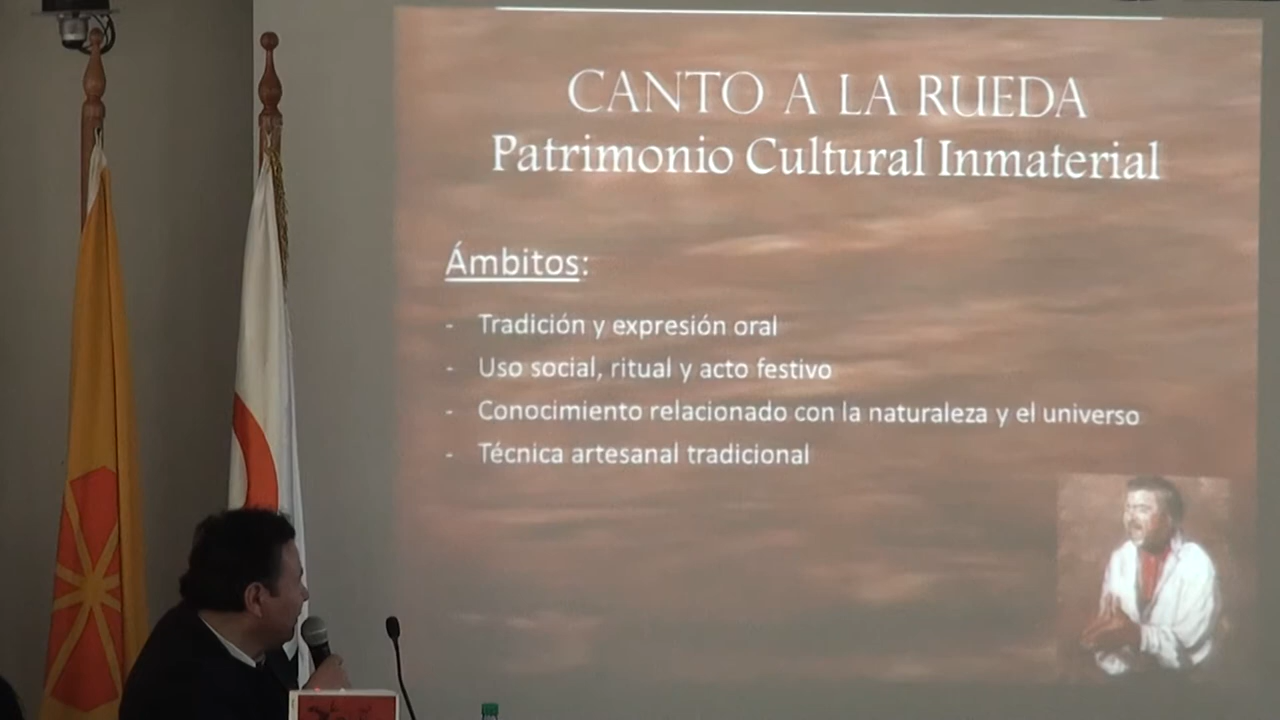 CANTO A LA RUEDA
Patrimonio Cultural Inmaterial
Ámbitos:
- Tradición y expresión oral
- Uso social, ritual y acto festivo
- Conocimiento relacionado con la naturaleza y el universo
- Técnica artesanal tradicional